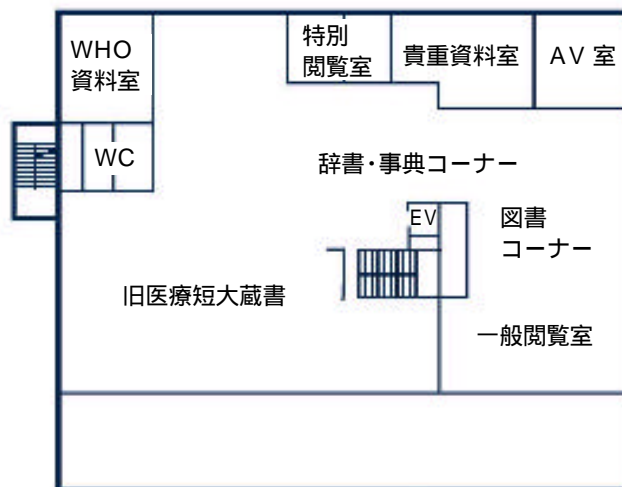 WHO
資料室
特別
閲覧室
貴重資料室
AV 室
WC
辞書・事典コーナー
EV
図書
コーナー
旧医療短大蔵書
一般閲覧室